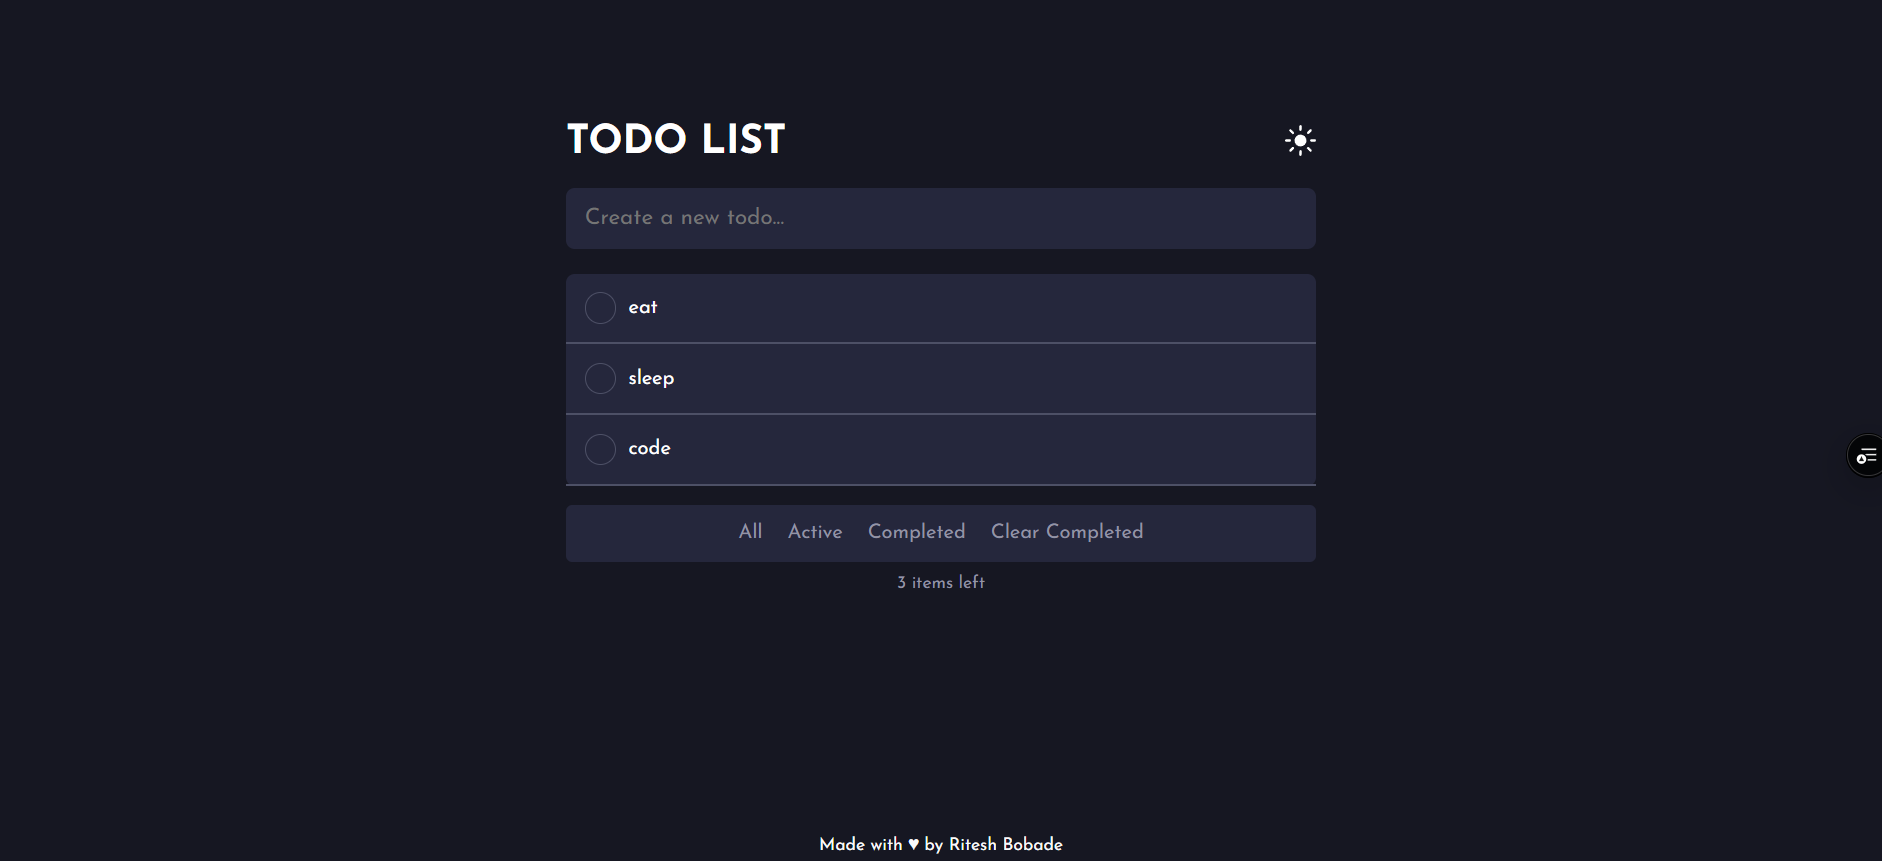 TODO LIST
Create a new todo...
eat
sleep
code
All Active Completed Clear Completed
3 items left
Made with ♥ by Ritesh Bobade